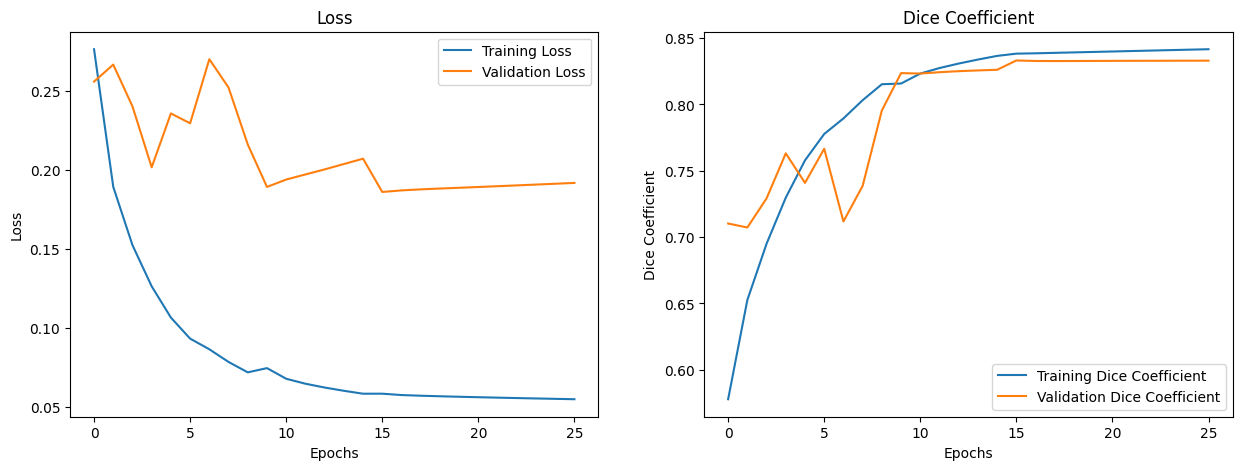 Loss
Training Loss
Validation Loss
0.25
0.20
0.15
0.10
0.05
Loss
0 5 10 15 20 25
Epochs
Dice Coefficient
0.85
0.80
0.75
0.70
0.65
0.60
Dice Coefficient
Training Dice Coefficient
Validation Dice Coefficient
0 5 10 15 20 25
Epochs